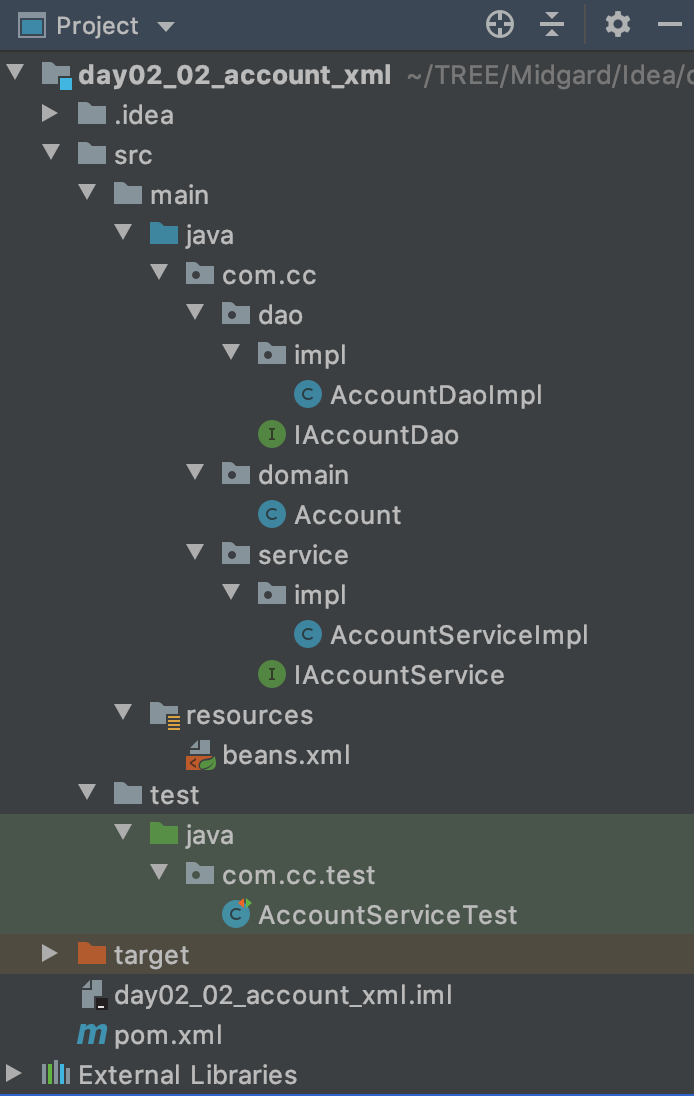 Project
day02_02_account_xml ~/TREE/Midgard/Idea/
.idea
src
main
java
com.cc
dao
impl
C AccountDaoImpl
I IAccountDao
domain
C Account
service
impl
C AccountServiceImpl
I IAccountService
resources
beans.xml
test
java
com.cc.test
C AccountServiceTest
target
day02_02_account_xml.iml
m pom.xml
External Libraries